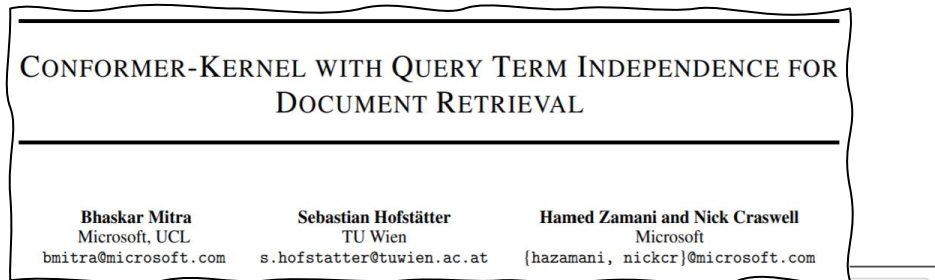 CONFORMER-KERNEL WITH QUERY TERM INDEPENDENCE FOR
DOCUMENT RETRIEVAL
Bhaskar Mitra
Microsoft, UCL
bmitra@microsoft.com
Sebastian Hofstätter
TU Wien
s.hofstatter@tuwien.ac.at
Hamed Zamani and Nick Craswell
Microsoft
{hazamani, nickcr}@microsoft.com